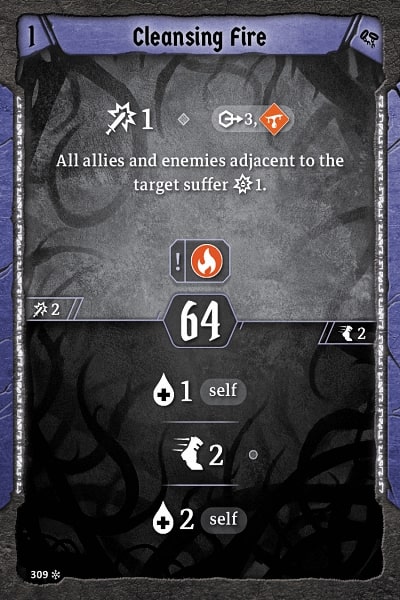 1
Cleansing Fire
1
3,
All allies and enemies adjacent to the
target suffer 1.
!
2
64
2
1 self
2
2 self
309